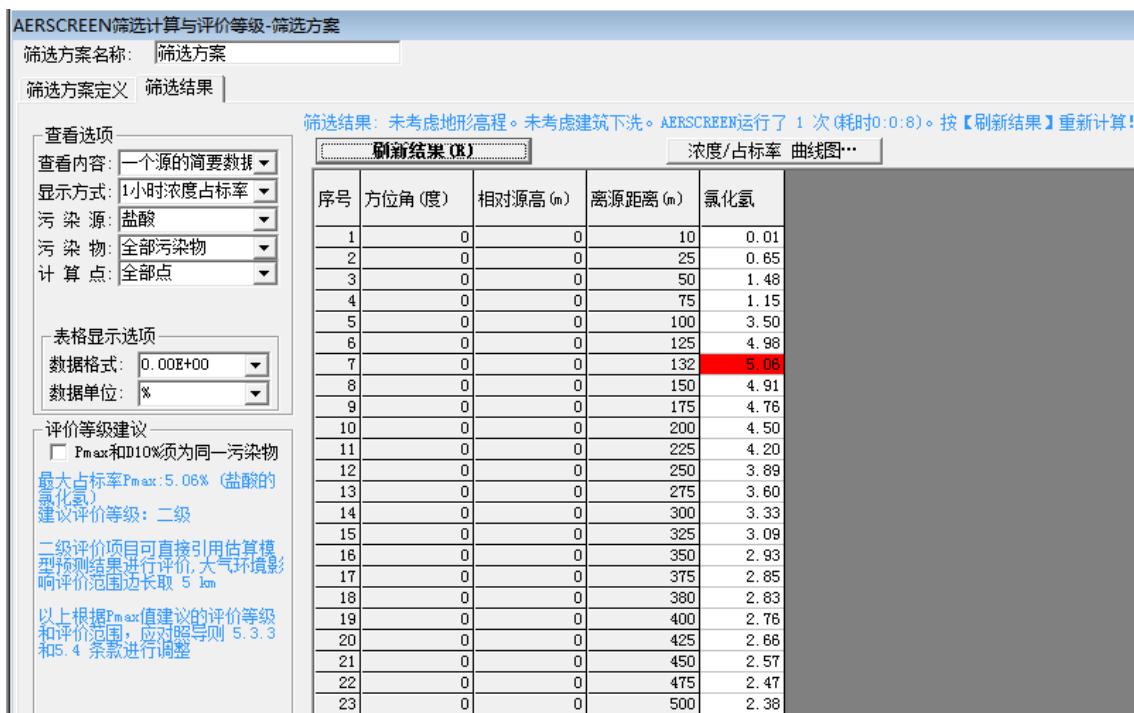 AERSCREEN筛选计算与评价等级-筛选方案
筛选方案名称: 筛选方案
筛选方案定义 筛选结果
筛选结果: 未考虑地形高程。未考虑建筑下洗。AERSCREEN运行了 1 次(耗时0:0:8)。按【刷新结果】重新计算!
刷新结果(R) 浓度/占标率 曲线图…
查看选项
查看内容: 一个源的简要数据
显示方式: 1小时浓度占标率
污 染 源: 盐酸
污 染 物: 全部污染物
计 算 点: 全部点
表格显示选项
数据格式: 0.00E+00
数据单位: %
评价等级建议
Pmax和D10%须为同一污染物
最大占标率Pmax:5.06% (盐酸的
氯化氢)
建议评价等级: 二级
二级评价项目可直接引用估算模
型预测结果进行评价,大气环境影
响评价范围边长取 5 km
以上根据Pmax值建议的评价等级
和评价范围,应对照导则 5.3.3
和5.4 条款进行调整
序号 方位角(度) 相对源高(m) 离源距离(m) 氯化氢
1 0 0 10 0.01
2 0 0 25 0.65
3 0 0 50 1.48
4 0 0 75 1.15
5 0 0 100 3.50
6 0 0 125 4.98
7 0 0 132 5.06
8 0 0 150 4.91
9 0 0 175 4.76
10 0 0 200 4.50
11 0 0 225 4.20
12 0 0 250 3.89
13 0 0 275 3.60
14 0 0 300 3.33
15 0 0 325 3.09
16 0 0 350 2.93
17 0 0 375 2.85
18 0 0 380 2.83
19 0 0 400 2.76
20 0 0 425 2.66
21 0 0 450 2.57
22 0 0 475 2.47
23 0 0 500 2.38